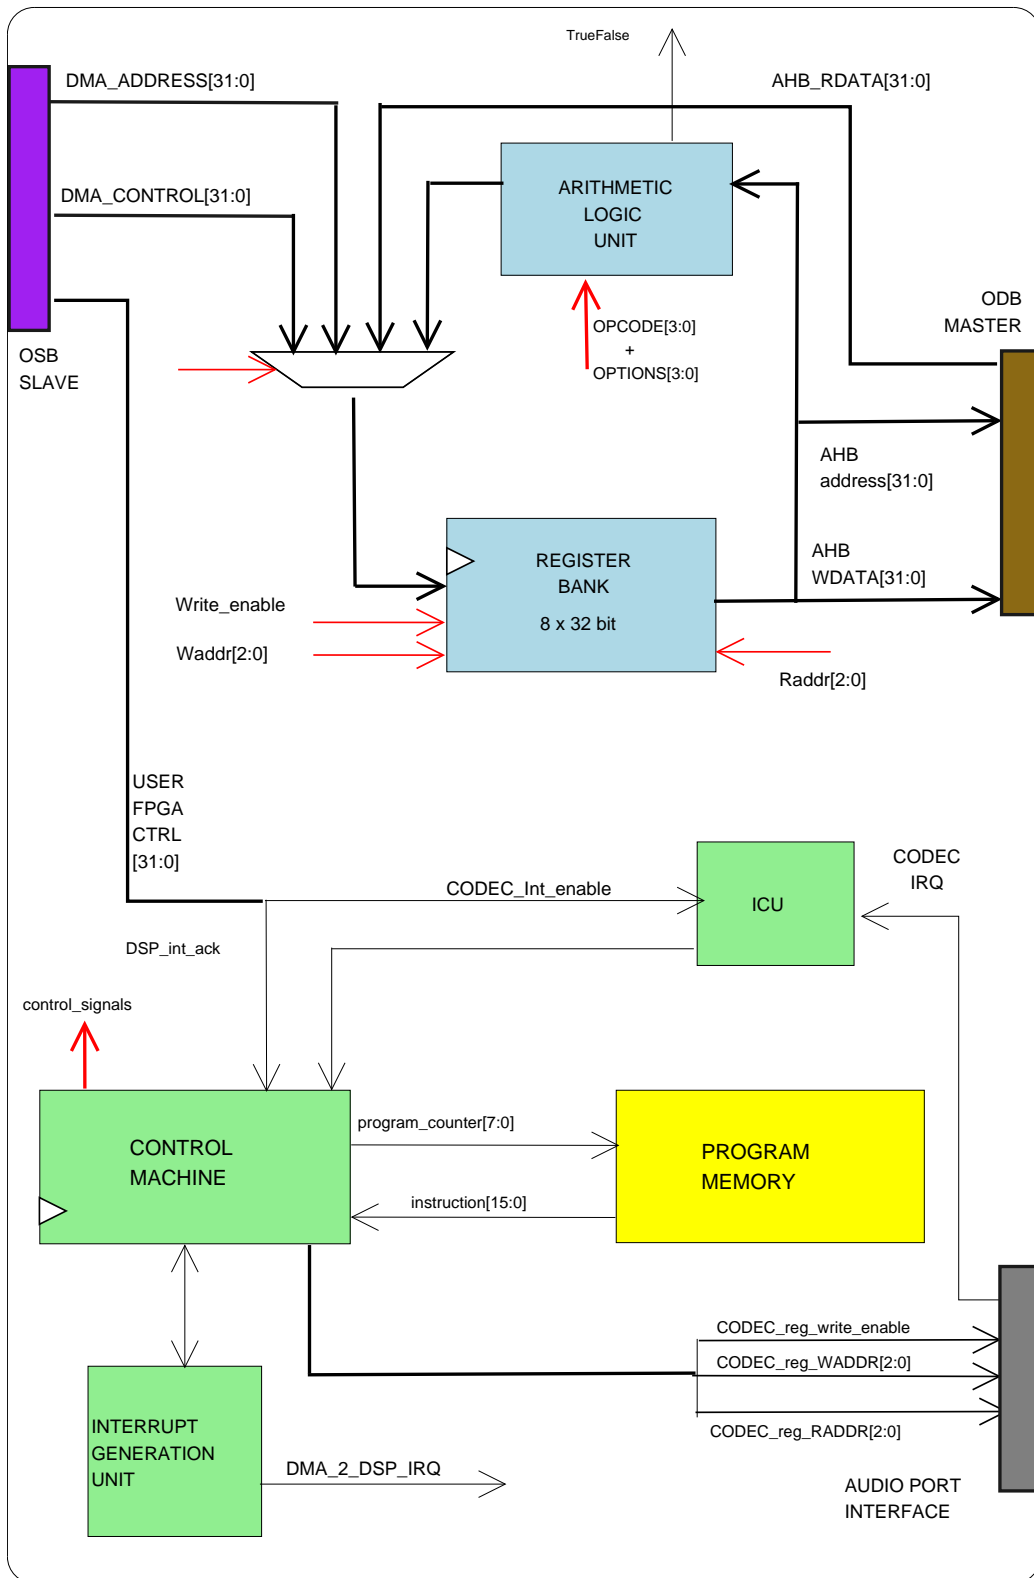 TrueFalse
DMA_ADDRESS[31:0]
AHB_RDATA[31:0]
DMA_CONTROL[31:0]
ARITHMETIC
LOGIC
UNIT
OSB
SLAVE
OPCODE[3:0]
+
OPTIONS[3:0]
ODB
MASTER
AHB
address[31:0]
REGISTER
BANK
8 x 32 bit
AHB
WDATA[31:0]
Write_enable
Waddr[2:0]
Raddr[2:0]
USER
FPGA
CTRL
[31:0]
CODEC_Int_enable
ICU
CODEC
IRQ
DSP_int_ack
control_signals
CONTROL
MACHINE
program_counter[7:0]
instruction[15:0]
PROGRAM
MEMORY
CODEC_reg_write_enable
CODEC_reg_WADDR[2:0]
CODEC_reg_RADDR[2:0]
INTERRUPT
GENERATION
UNIT
DMA_2_DSP_IRQ
AUDIO PORT
INTERFACE